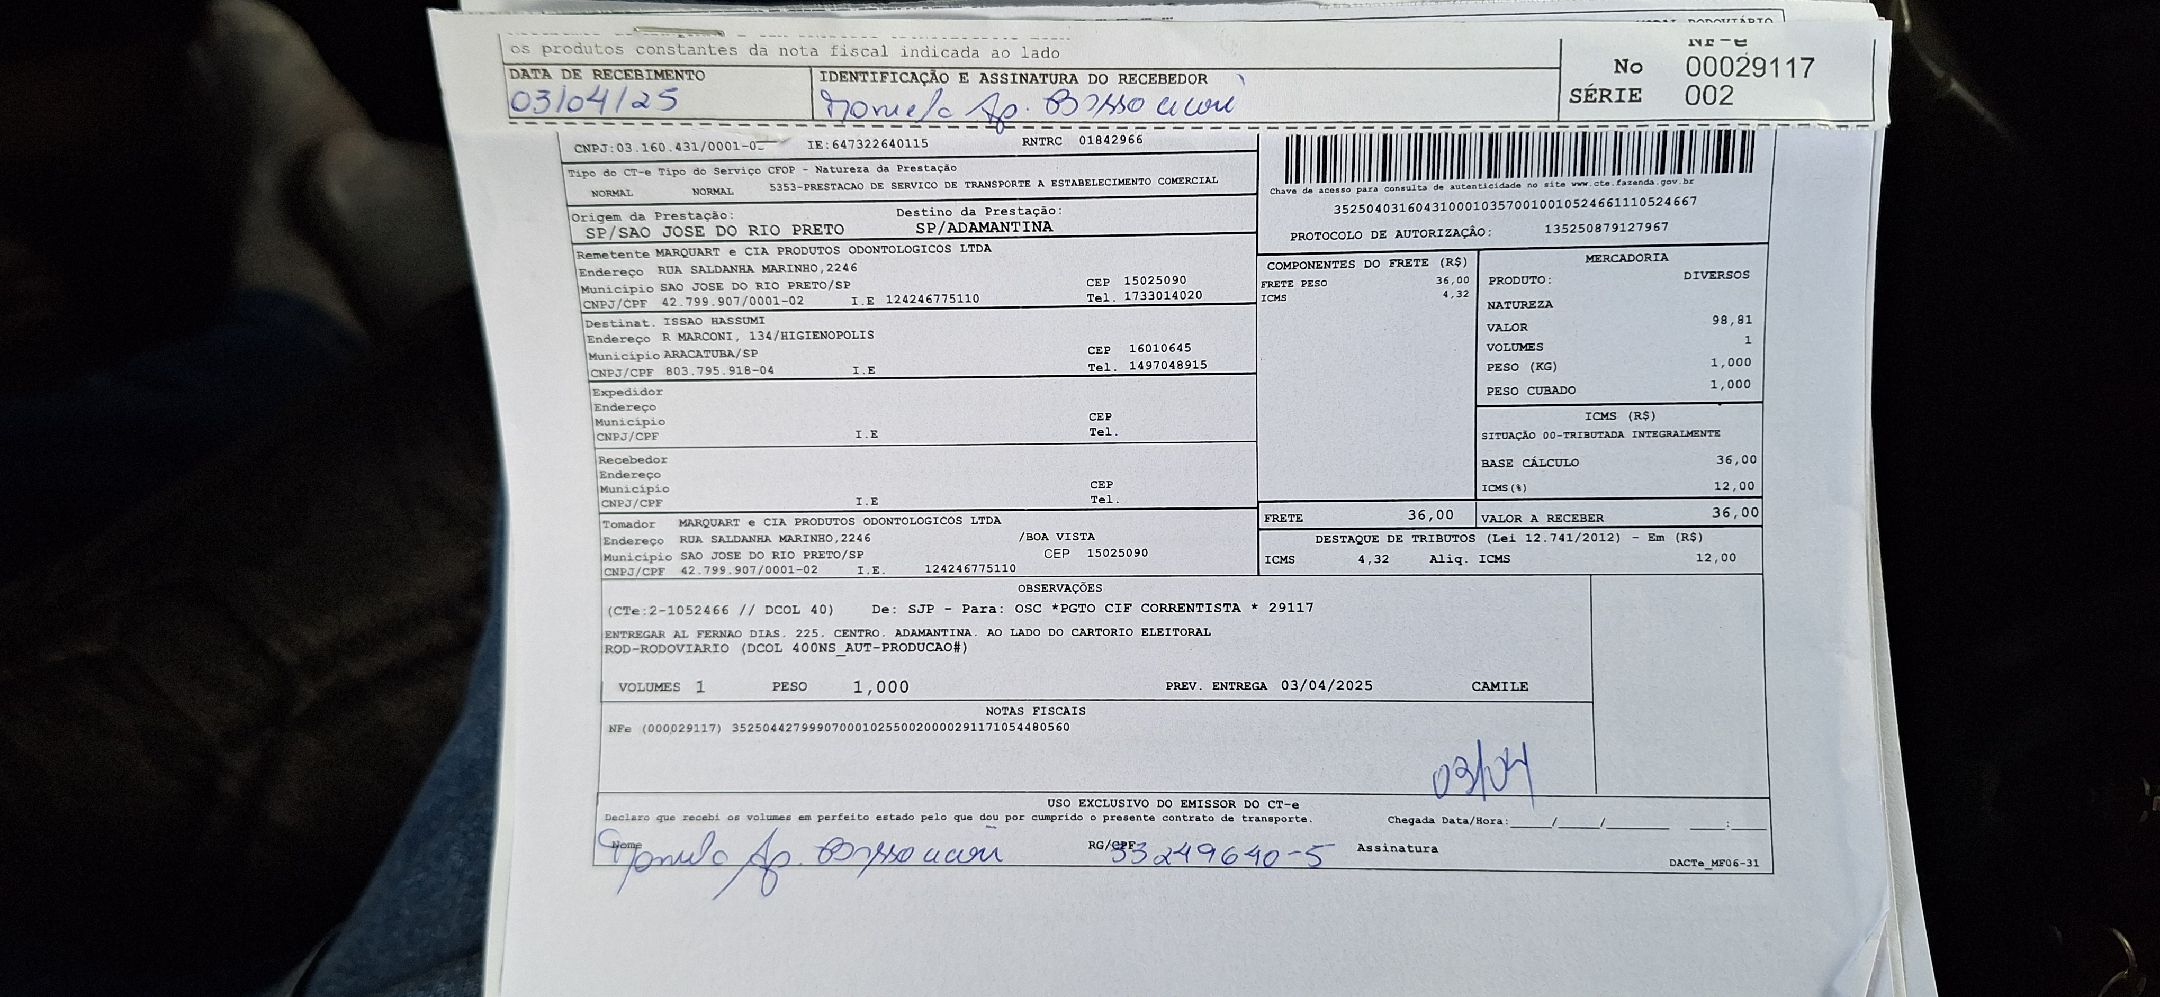 os produtos constantes da nota fiscal indicada ao lado
DATA DE RECEBIMENTO
03/04/25
IDENTIFICAÇÃO E ASSINATURA DO RECEBEDOR
NF-e
No 00029117
SÉRIE 002
CNPJ:03.160.431/0001-0 IE:647322640115 RNTRC 01842966
Tipo do CT-e Tipo do Serviço CFOP - Natureza da Prestação
NORMAL NORMAL 5353-PRESTACAO DE SERVICO DE TRANSPORTE A ESTABELECIMENTO COMERCIAL
Origem da Prestação: Destino da Prestação:
SP/SAO JOSE DO RIO PRETO SP/ADAMANTINA
Chave de acesso para consulta de autenticidade no site www.cte.fazenda.gov.br
35250403160431000103570010010524661110524667
PROTOCOLO DE AUTORIZAÇÂO: 135250879127967
Remetente MARQUART e CIA PRODUTOS ODONTOLOGICOS LTDA
Endereço RUA SALDANHA MARINHO,2246
Município SAO JOSE DO RIO PRETO/SP CEP 15025090
CNPJ/CPF 42.799.907/0001-02 I.E 124246775110 Tel. 1733014020
Destinat. ISSAO HASSUMI
Endereço R MARCONI, 134/HIGIENOPOLIS
Município ARACATUBA/SP CEP 16010645
CNPJ/CPF 803.795.918-04 I.E Tel. 1497048915
Expedidor
Endereço
Município CEP
CNPJ/CPF I.E Tel.
Recebedor
Endereço
Município CEP
CNPJ/CPF I.E Tel.
Tomador MARQUART e CIA PRODUTOS ODONTOLOGICOS LTDA
Endereço RUA SALDANHA MARINHO,2246 /BOA VISTA
Município SAO JOSE DO RIO PRETO/SP CEP 15025090
CNPJ/CPF 42.799.907/0001-02 I.E. 124246775110
COMPONENTES DO FRETE (R$)
FRETE PESO 36,00
ICMS 4,32
MERCADORIA
PRODUTO: DIVERSOS
NATUREZA
VALOR 98,81
VOLUMES 1
PESO (KG) 1,000
PESO CUBADO 1,000
ICMS (R$)
SITUAÇÃO 00-TRIBUTADA INTEGRALMENTE
BASE CÁLCULO 36,00
ICMS(%) 12,00
FRETE 36,00 VALOR A RECEBER 36,00
DESTAQUE DE TRIBUTOS (Lei 12.741/2012) - Em (R$)
ICMS 4,32 Aliq. ICMS 12,00
OBSERVAÇÕES
(CTe:2-1052466 // DCOL 40) De: SJP - Para: OSC *PGTO CIF CORRENTISTA * 29117
ENTREGAR AL FERNAO DIAS. 225. CENTRO. ADAMANTINA. AO LADO DO CARTORIO ELEITORAL
ROD-RODOVIARIO (DCOL 400NS_AUT-PRODUCAO#)
VOLUMES 1 PESO 1,000 PREV. ENTREGA 03/04/2025 CAMILE
NOTAS FISCAIS
NFe (000029117) 35250442799907000102550020000291171054480560
03/04
USO EXCLUSIVO DO EMISSOR DO CT-e
Declaro que recebi os volumes em perfeito estado pelo que dou por cumprido o presente contrato de transporte. Chegada Data/Hora:____/____/______ ___:___
Nome RG/CPF 33249640-5 Assinatura
DACTe_MF06-31